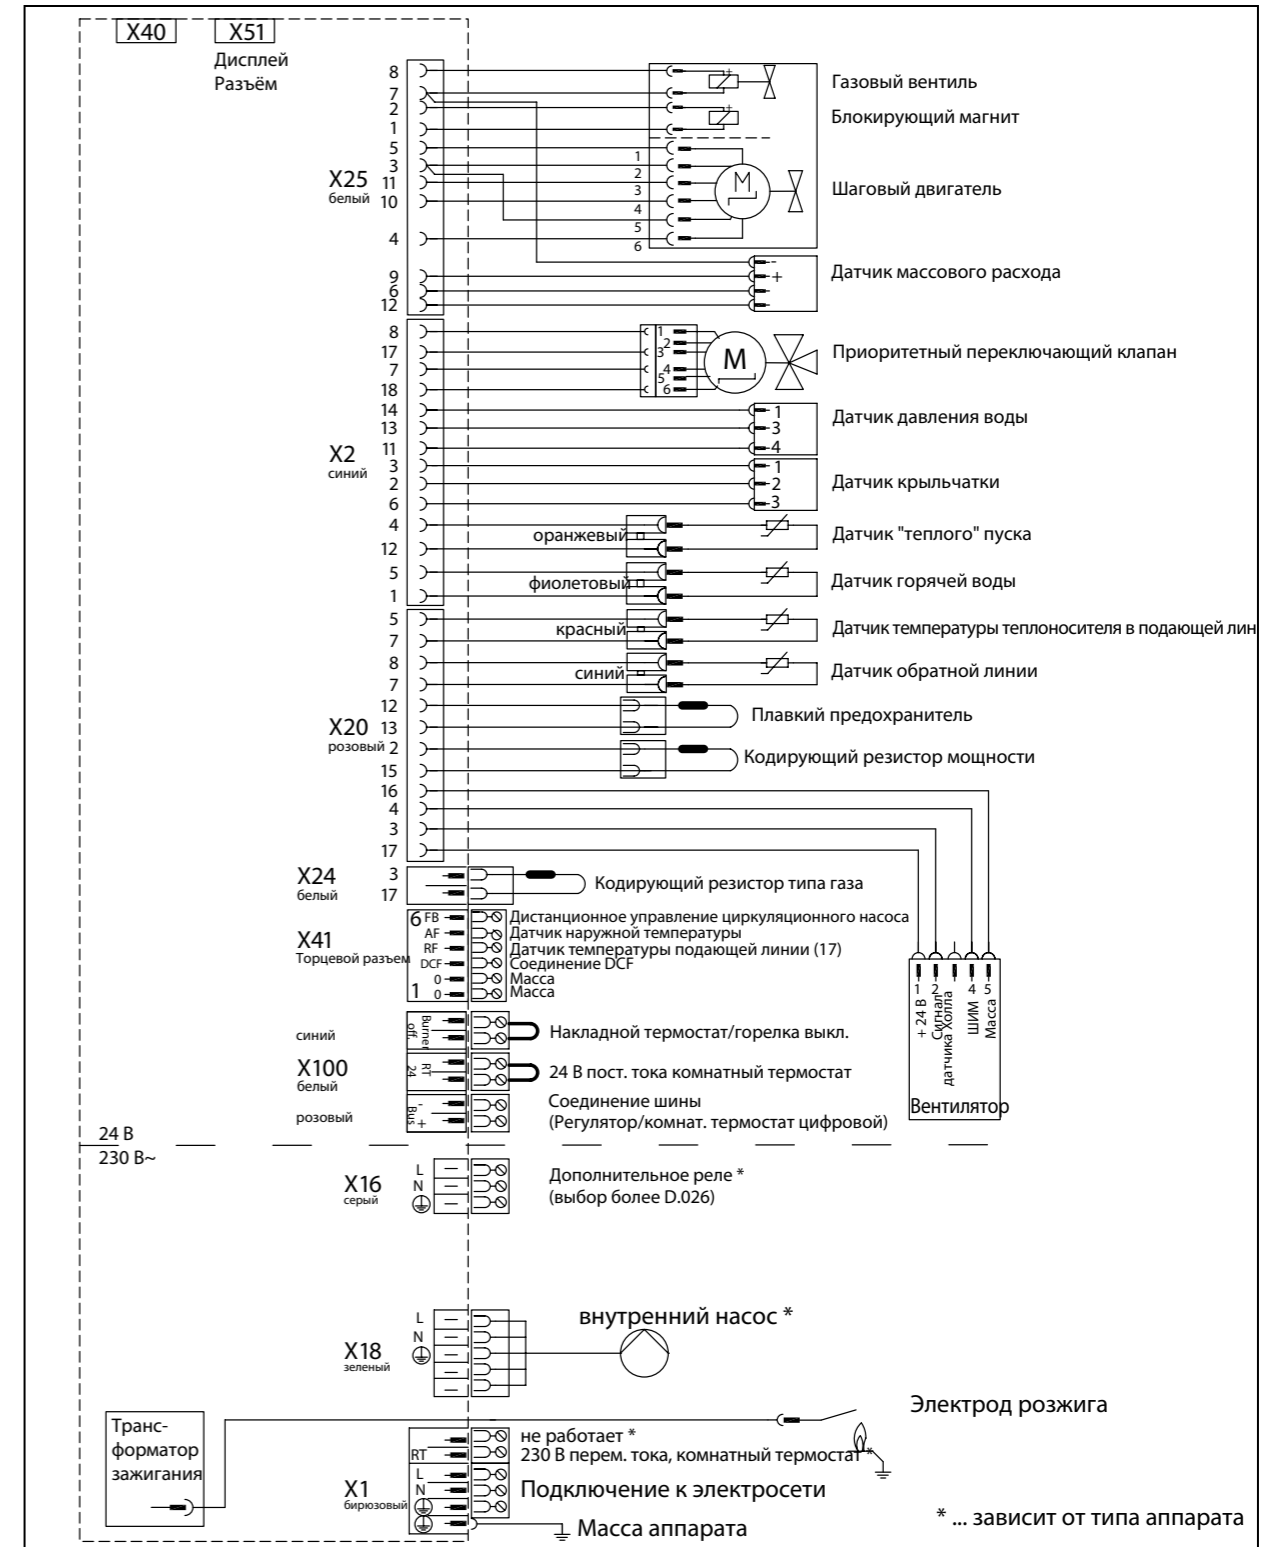 X40 X51
Дисплей
Разъём
8
7
2
1
5
3
11
10
4
9
6
12
X25
белый
1
2
3
4
5
6
Газовый вентиль
Блокирующий магнит
M
Шаговый двигатель
-
+
-
-
Датчик массового расхода
8
17
7
18
14
13
11
3
2
6
4
12
5
1
X2
синий
1
2
3
4
5
6
M
Приоритетный переключающий клапан
1
3
4
Датчик давления воды
1
2
3
Датчик крыльчатки
оранжевый
Датчик "теплого" пуска
фиолетовый
Датчик горячей воды
5
7
8
7
12
13
2
15
16
4
3
17
X20
розовый
красный
Датчик температуры теплоносителя в подающей лин
синий
Датчик обратной линии
Плавкий предохранитель
Кодирующий резистор мощности
X24
белый
3
17
Кодирующий резистор типа газа
X41
Торцевой разъем
6 FB Дистанционное управление циркуляционного насоса
AF Датчик наружной температуры
RF Датчик температуры подающей линии (17)
DCF Соединение DCF
0 Масса
1 0 Масса
1 2 4 5
+ 24 В
Сигнал
датчика Холла
ШИМ
Масса
Вентилятор
синий
Burner
off.
Накладной термостат/горелка выкл.
X100
белый
RT
24
24 В пост. тока комнатный термостат
розовый
Bus
- +
Соединение шины
(Регулятор/комнат. термостат цифровой)
24 В
230 В~
X16
серый
L
N
Дополнительное реле *
(выбор более D.026)
X18
зеленый
L
N
внутренний насос *
Электрод розжига
Транс-
форматор
зажигания
не работает *
RT 230 В перем. тока, комнатный термостат *
X1
бирюзовый
L
N
Подключение к электросети
Масса аппарата
* ... зависит от типа аппарата